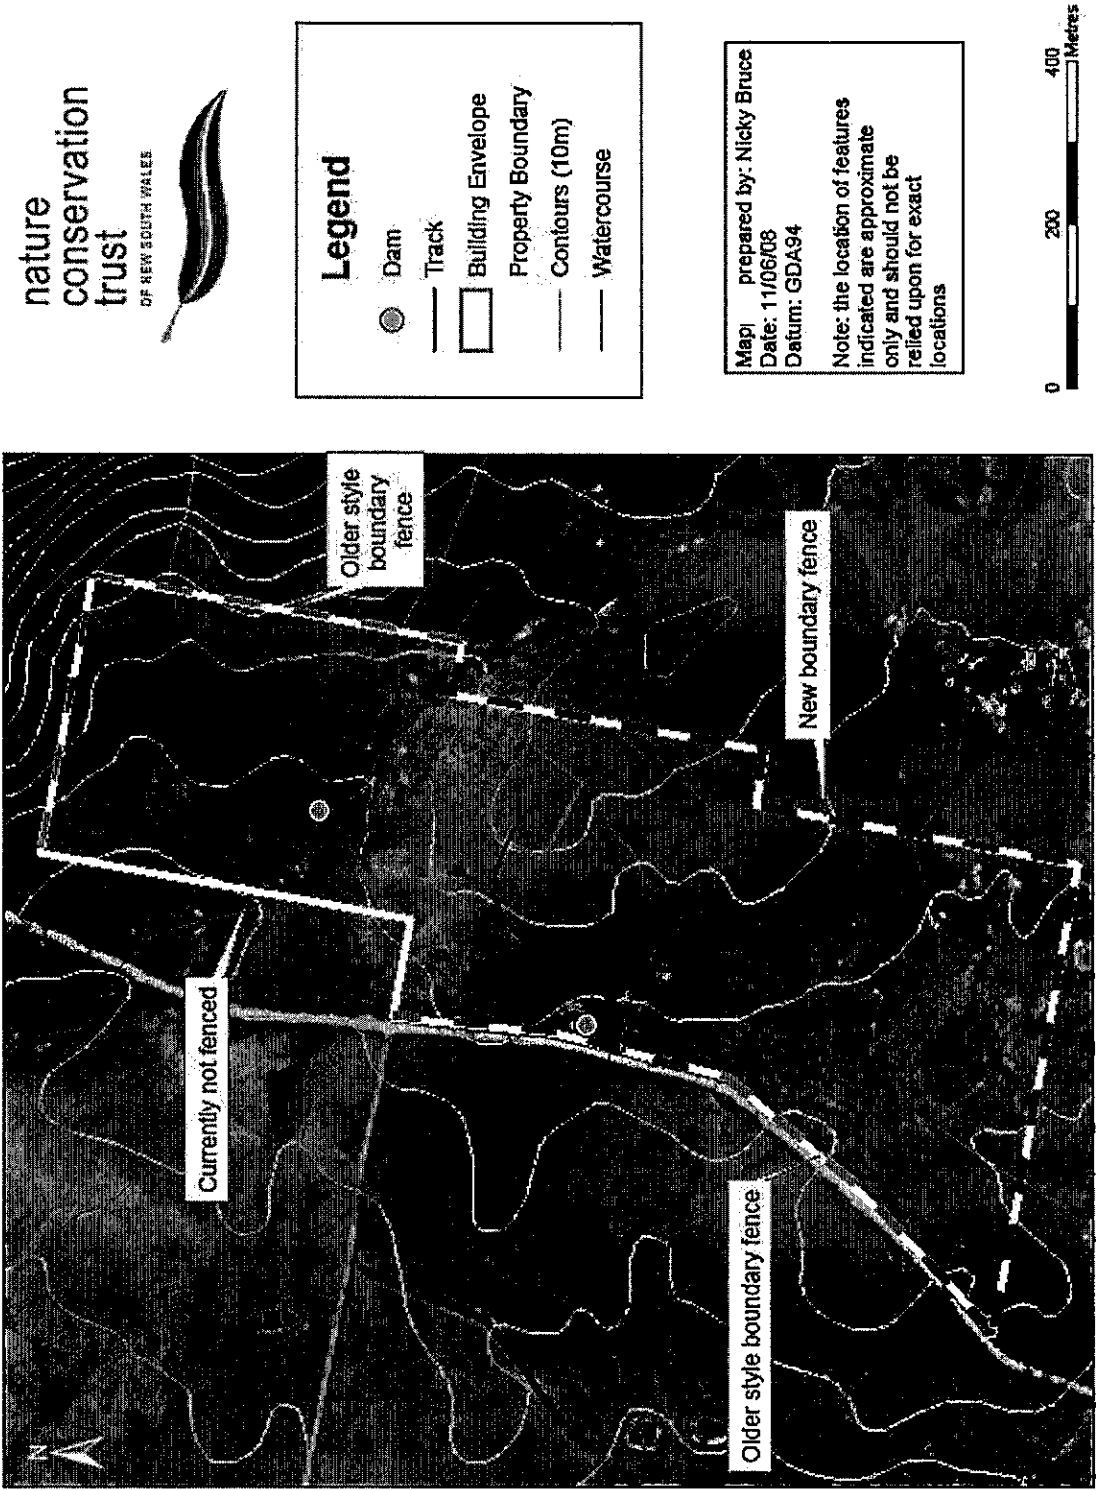 nature
conservation
trust
OF NEW SOUTH WALES
Legend
Dam
Track
Building Envelope
Property Boundary
Contours (10m)
Watercourse
Map prepared by: Nicky Bruce
Date: 11/06/08
Datum: GDA94
Note: the location of features
indicated are approximate
only and should not be
relied upon for exact
locations
0 200 400
Metres
N
Currently not fenced
Older style
boundary
fence
New boundary fence
Older style boundary fence